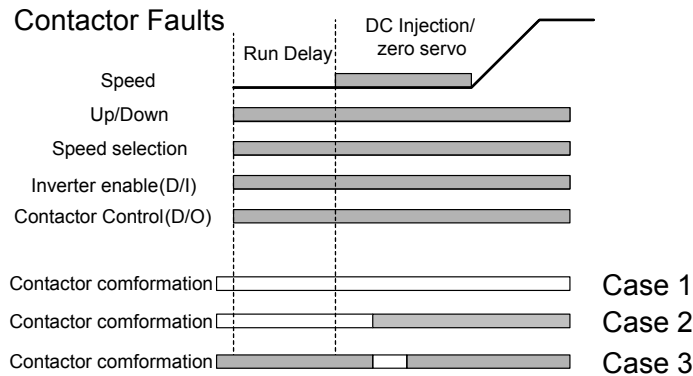 Contactor Faults
DC Injection/
zero servo
Run Delay
Speed
Up/Down
Speed selection
Inverter enable(D/I)
Contactor Control(D/O)
Contactor comformation Case 1
Contactor comformation Case 2
Contactor comformation Case 3